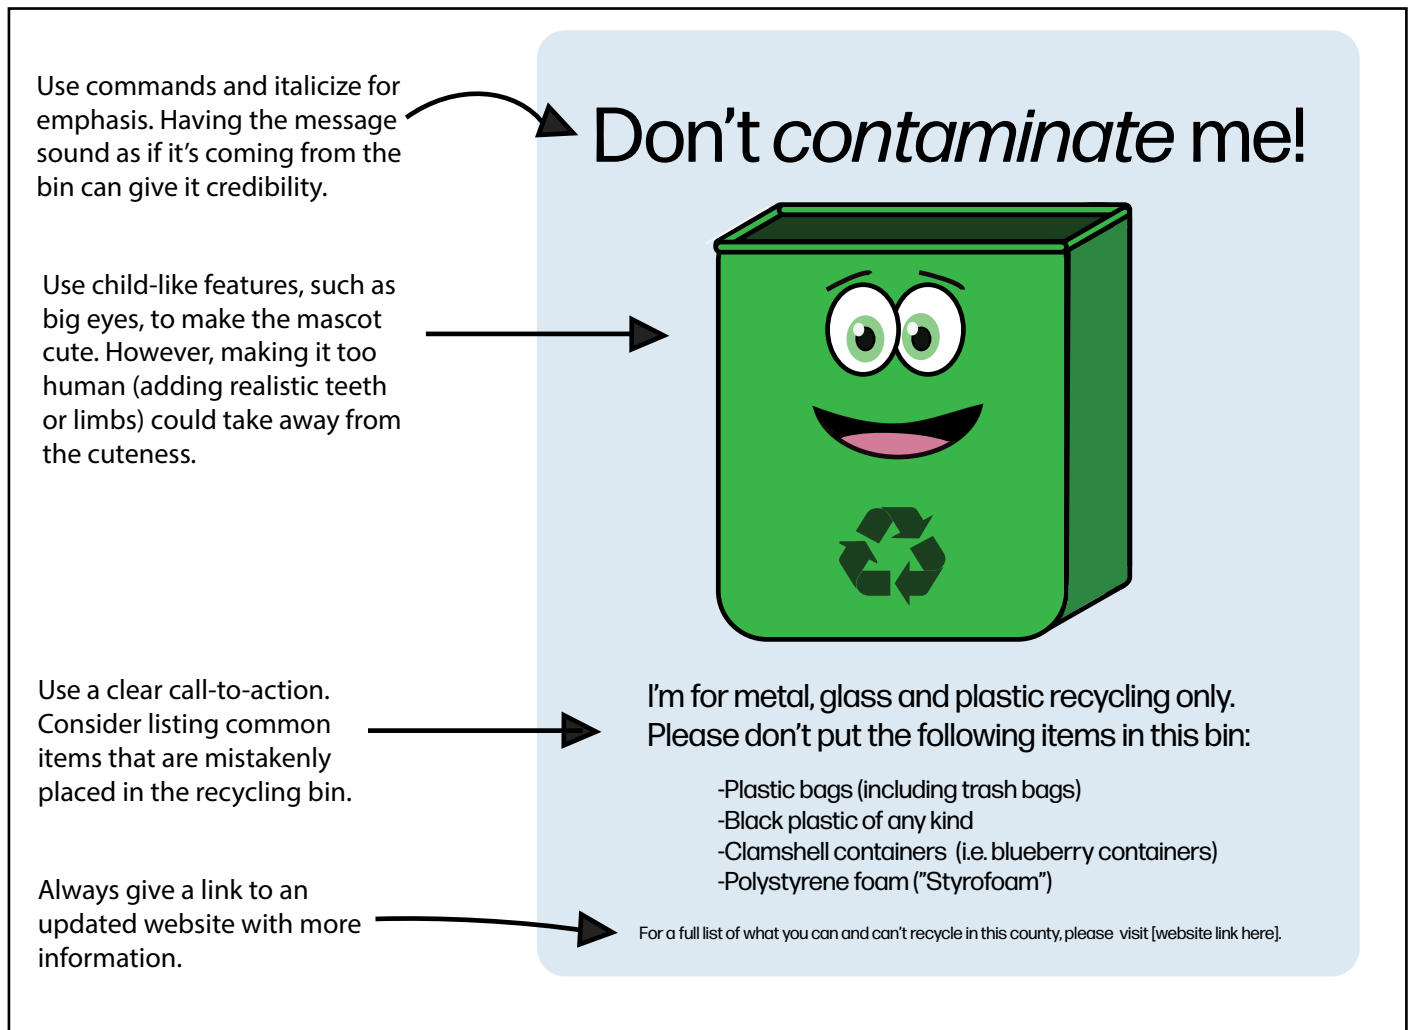 Use commands and italicize for
emphasis. Having the message
sound as if it's coming from the
bin can give it credibility.
Don't contaminate me!
Use child-like features, such as
big eyes, to make the mascot
cute. However, making it too
human (adding realistic teeth
or limbs) could take away from
the cuteness.
Use a clear call-to-action.
Consider listing common
items that are mistakenly
placed in the recycling bin.
I'm for metal, glass and plastic recycling only.
Please don't put the following items in this bin:
-Plastic bags (including trash bags)
-Black plastic of any kind
-Clamshell containers (i.e. blueberry containers)
-Polystyrene foam ("Styrofoam")
Always give a link to an
updated website with more
information.
For a full list of what you can and can't recycle in this county, please visit [website link here].